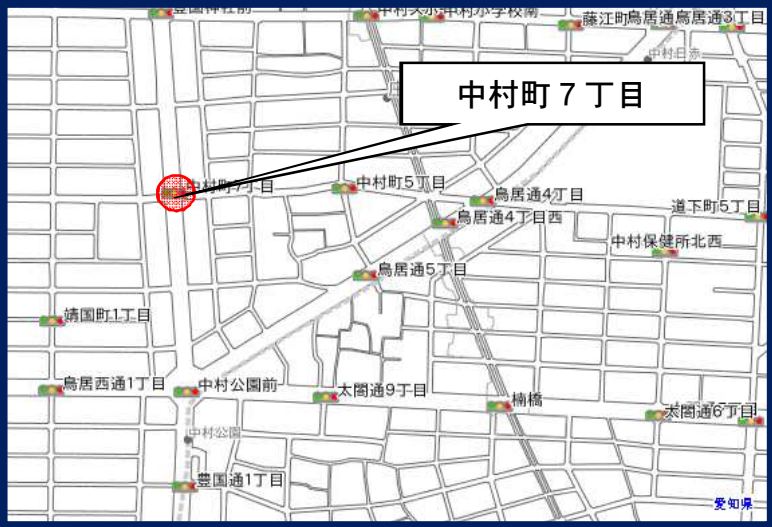 豊国神社前
中村小学校南
藤江町
鳥居通
鳥居通3丁目
中村日赤
中村町7丁目
中村町7丁目
中村町5丁目
鳥居通4丁目
道下町5丁目
鳥居通4丁目西
中村保健所北西
鳥居通5丁目
靖国町1丁目
鳥居西通1丁目
中村公園前
太閤通9丁目
楠橋
太閤通6丁目
中村公園
豊国通1丁目
愛知県